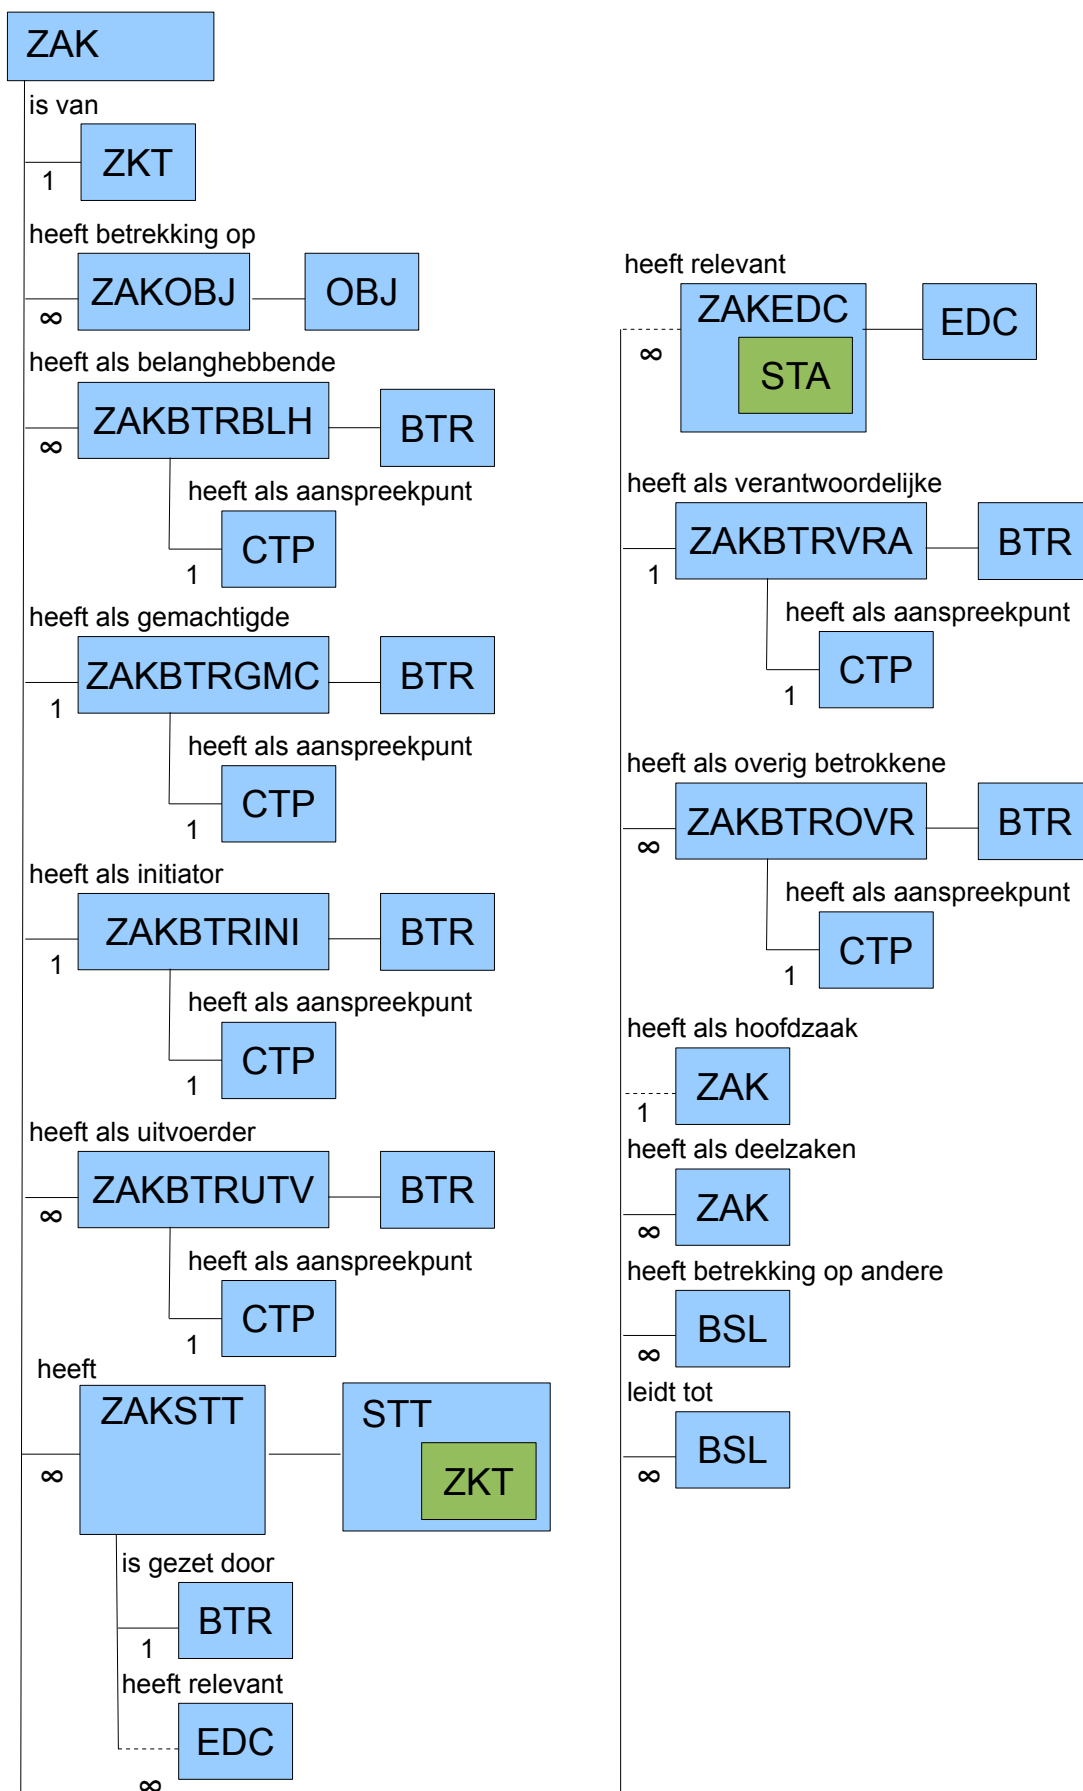 ZAK
is van
ZKT
1
heeft betrekking op
ZAKOBJ
OBJ
∞
heeft als belanghebbende
ZAKBTRBLH
BTR
∞
heeft als aanspreekpunt
CTP
1
heeft als gemachtigde
ZAKBTRGMC
BTR
1
heeft als aanspreekpunt
CTP
1
heeft als initiator
ZAKBTRINI
BTR
1
heeft als aanspreekpunt
CTP
1
heeft als uitvoerder
ZAKBTRUTV
BTR
∞
heeft als aanspreekpunt
CTP
1
heeft
ZAKSTT
STT
ZKT
∞
is gezet door
BTR
1
heeft relevant
EDC
∞
heeft relevant
ZAKEDC
EDC
∞
STA
heeft als verantwoordelijke
ZAKBTRVRA
BTR
1
heeft als aanspreekpunt
CTP
1
heeft als overig betrokkene
ZAKBTROVR
BTR
∞
heeft als aanspreekpunt
CTP
1
heeft als hoofdzaak
ZAK
1
heeft als deelzaken
ZAK
∞
heeft betrekking op andere
BSL
∞
leidt tot
BSL
∞